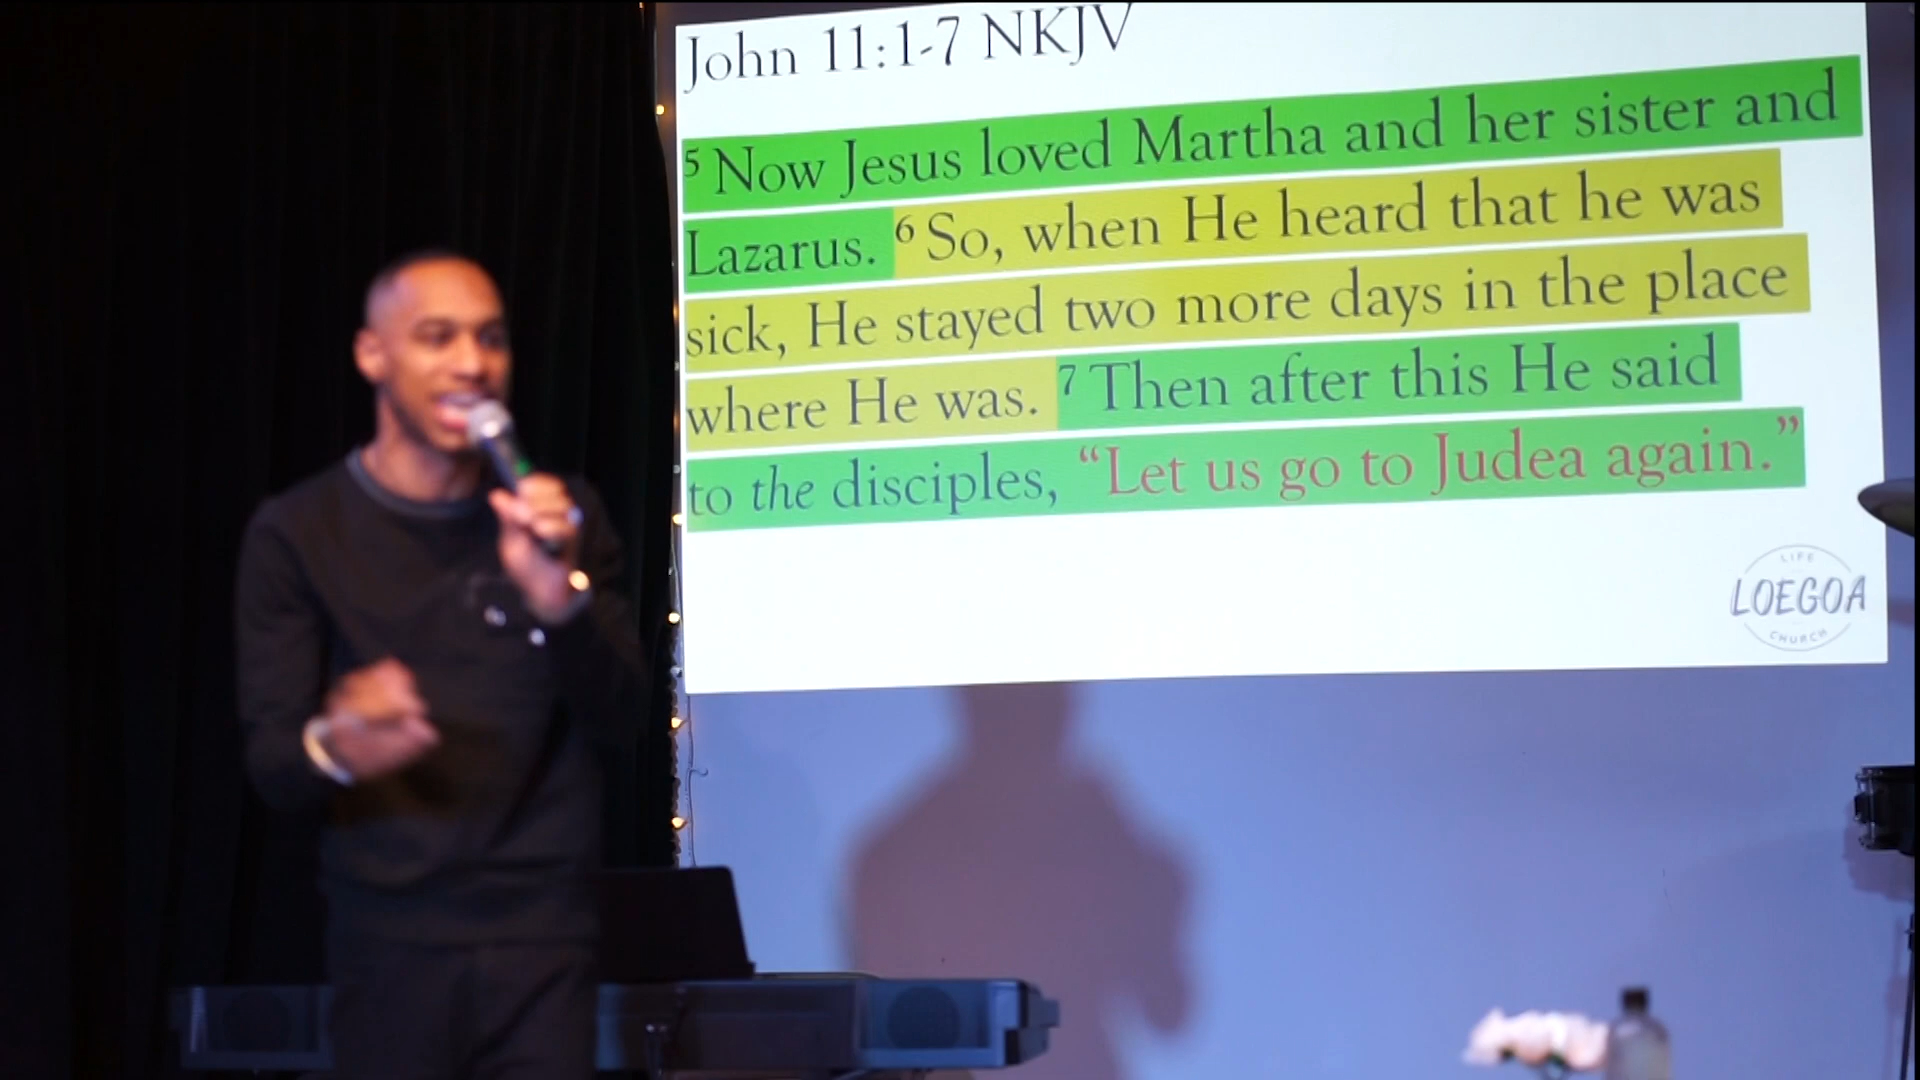 John 11:1-7 NKJV
5 Now Jesus loved Martha and her sister and
Lazarus. 6 So, when He heard that he was
sick, He stayed two more days in the place
where He was. 7 Then after this He said
to the disciples, “Let us go to Judea again.”
LIFE
LOEGOA
CHURCH